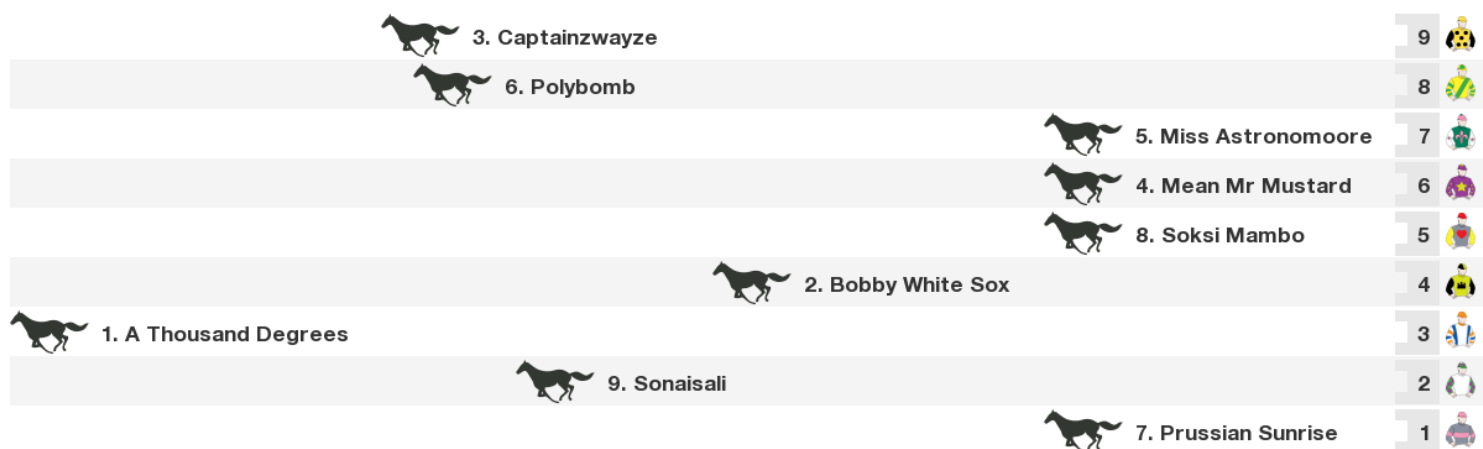 3. Captainzwayze 9
6. Polybomb 8
5. Miss Astronomoore 7
4. Mean Mr Mustard 6
8. Soksi Mambo 5
2. Bobby White Sox 4
1. A Thousand Degrees 3
9. Sonaisali 2
7. Prussian Sunrise 1